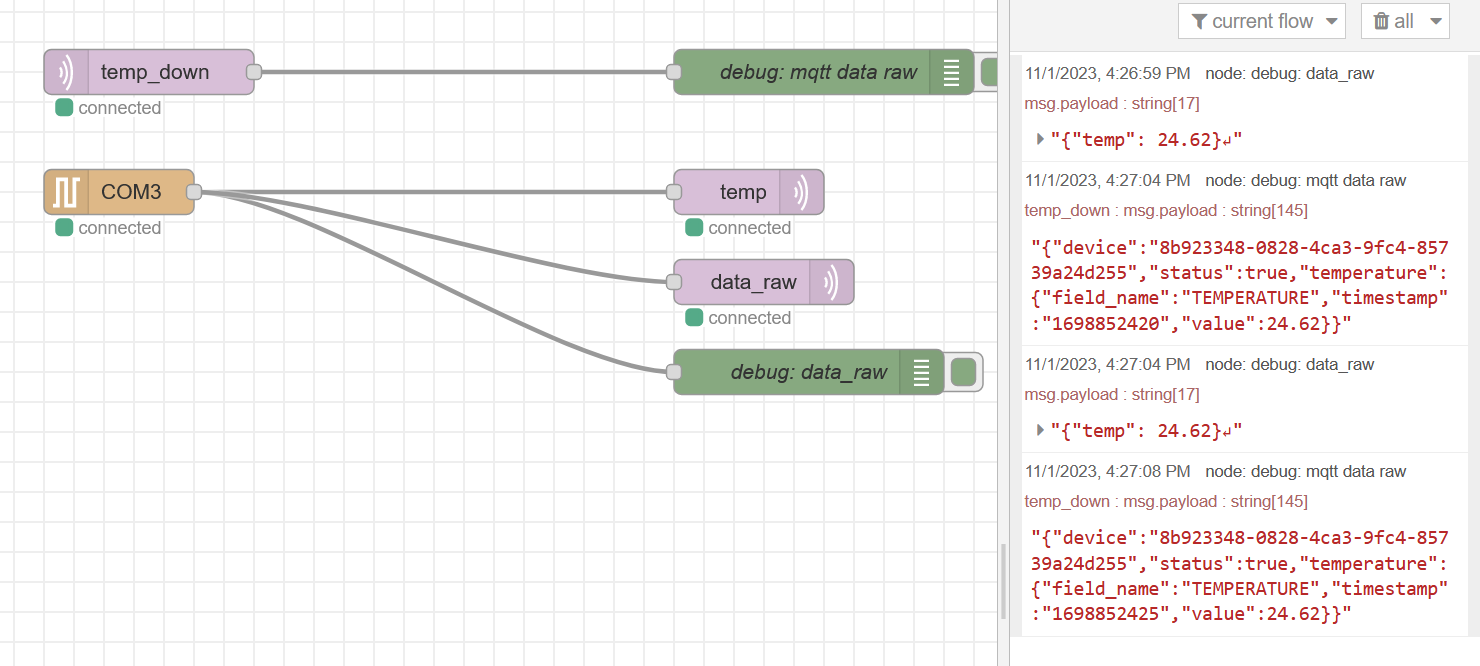 temp_down
connected
debug: mqtt data raw
COM3
connected
temp
connected
data_raw
connected
debug: data_raw
current flow
all
11/1/2023, 4:26:59 PM node: debug: data_raw
msg.payload : string[17]
"{"temp": 24.62}↵"
11/1/2023, 4:27:04 PM node: debug: mqtt data raw
temp_down : msg.payload : string[145]
"{"device":"8b923348-0828-4ca3-9fc4-857
39a24d255","status":true,"temperature":
{"field_name":"TEMPERATURE","timestamp"
:"1698852420","value":24.62}}"
11/1/2023, 4:27:04 PM node: debug: data_raw
msg.payload : string[17]
"{"temp": 24.62}↵"
11/1/2023, 4:27:08 PM node: debug: mqtt data raw
temp_down : msg.payload : string[145]
"{"device":"8b923348-0828-4ca3-9fc4-857
39a24d255","status":true,"temperature":
{"field_name":"TEMPERATURE","timestamp"
:"1698852425","value":24.62}}"